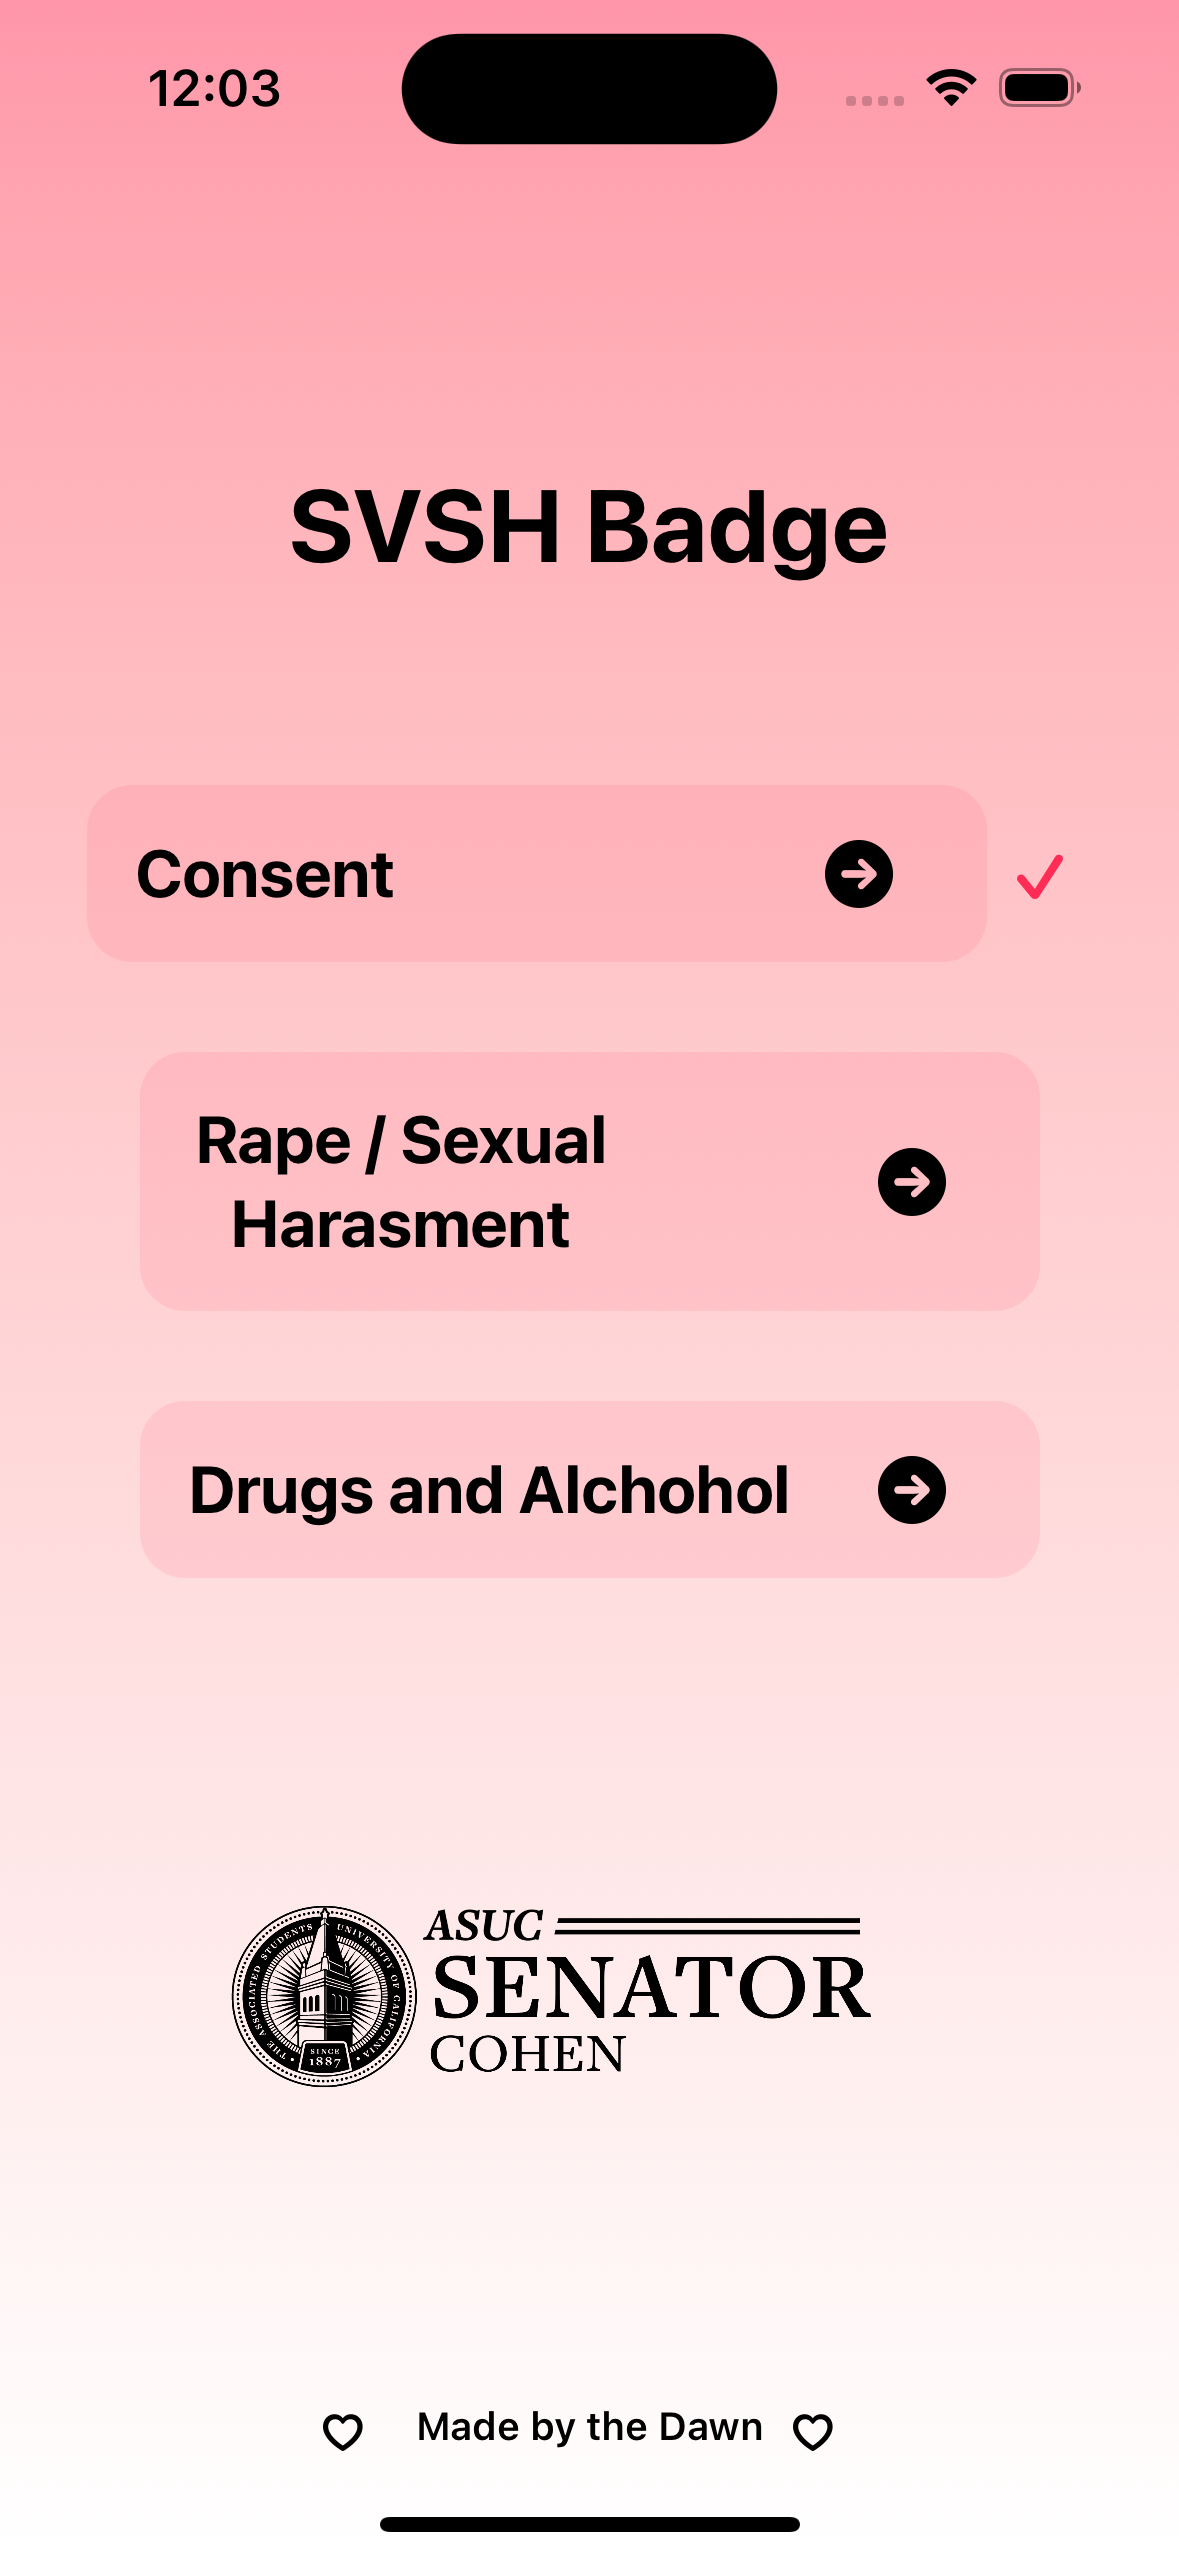 12:03
SVSH Badge
Consent
Rape / Sexual
Harasment
Drugs and Alchohol
THE ASSOCIATED STUDENTS UNIVERSITY OF CALIFORNIA
SINCE
1887
ASUC
SENATOR
COHEN
Made by the Dawn